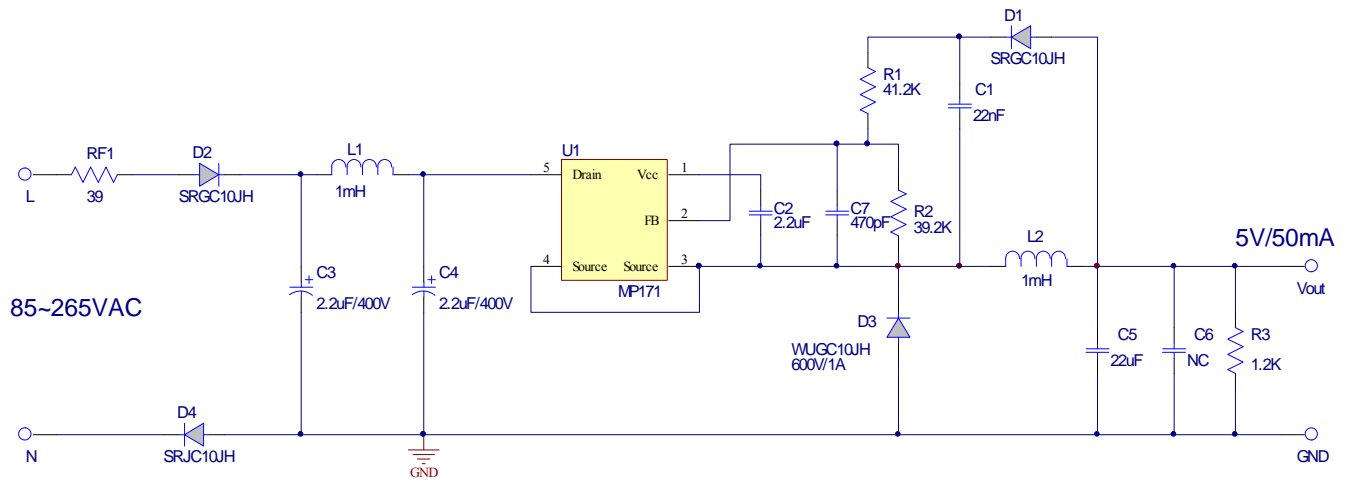 D1
SRGC10JH
R1
41.2K
C1
22nF
RF1
39
L
D2
SRGC10JH
L1
1mH
U1
5
Drain
Vcc
1
FB
2
4
Source
Source
3
MP171
C2
2.2uF
C7
470pF
R2
39.2K
L2
1mH
5V/50mA
Vout
C3
2.2uF/400V
C4
2.2uF/400V
85~265VAC
D3
WUGC10JH
600V/1A
C5
22uF
C6
NC
R3
1.2K
N
D4
SRJC10JH
GND
GND